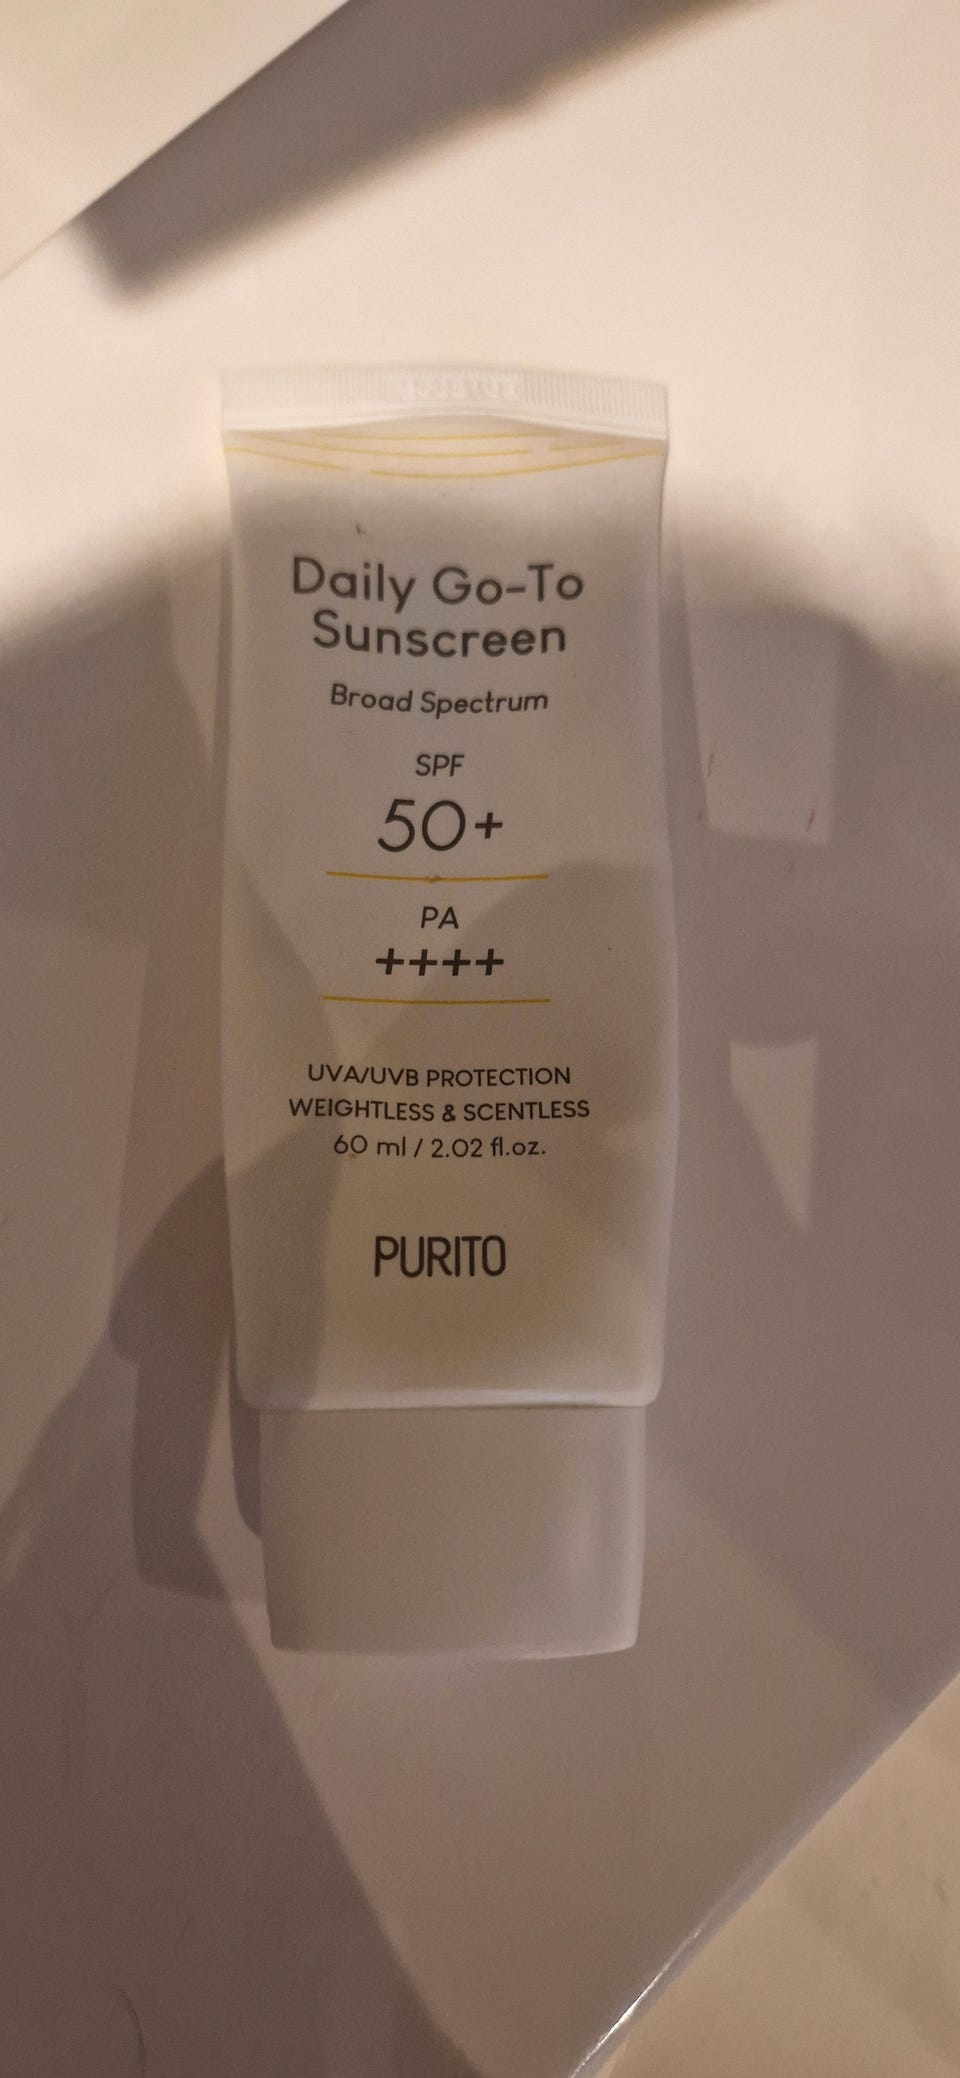 Daily Go-To
Sunscreen
Broad Spectrum
SPF
50+
PA
++++
UVA/UVB PROTECTION
WEIGHTLESS & SCENTLESS
60 ml / 2.02 fl.oz.
PURITO